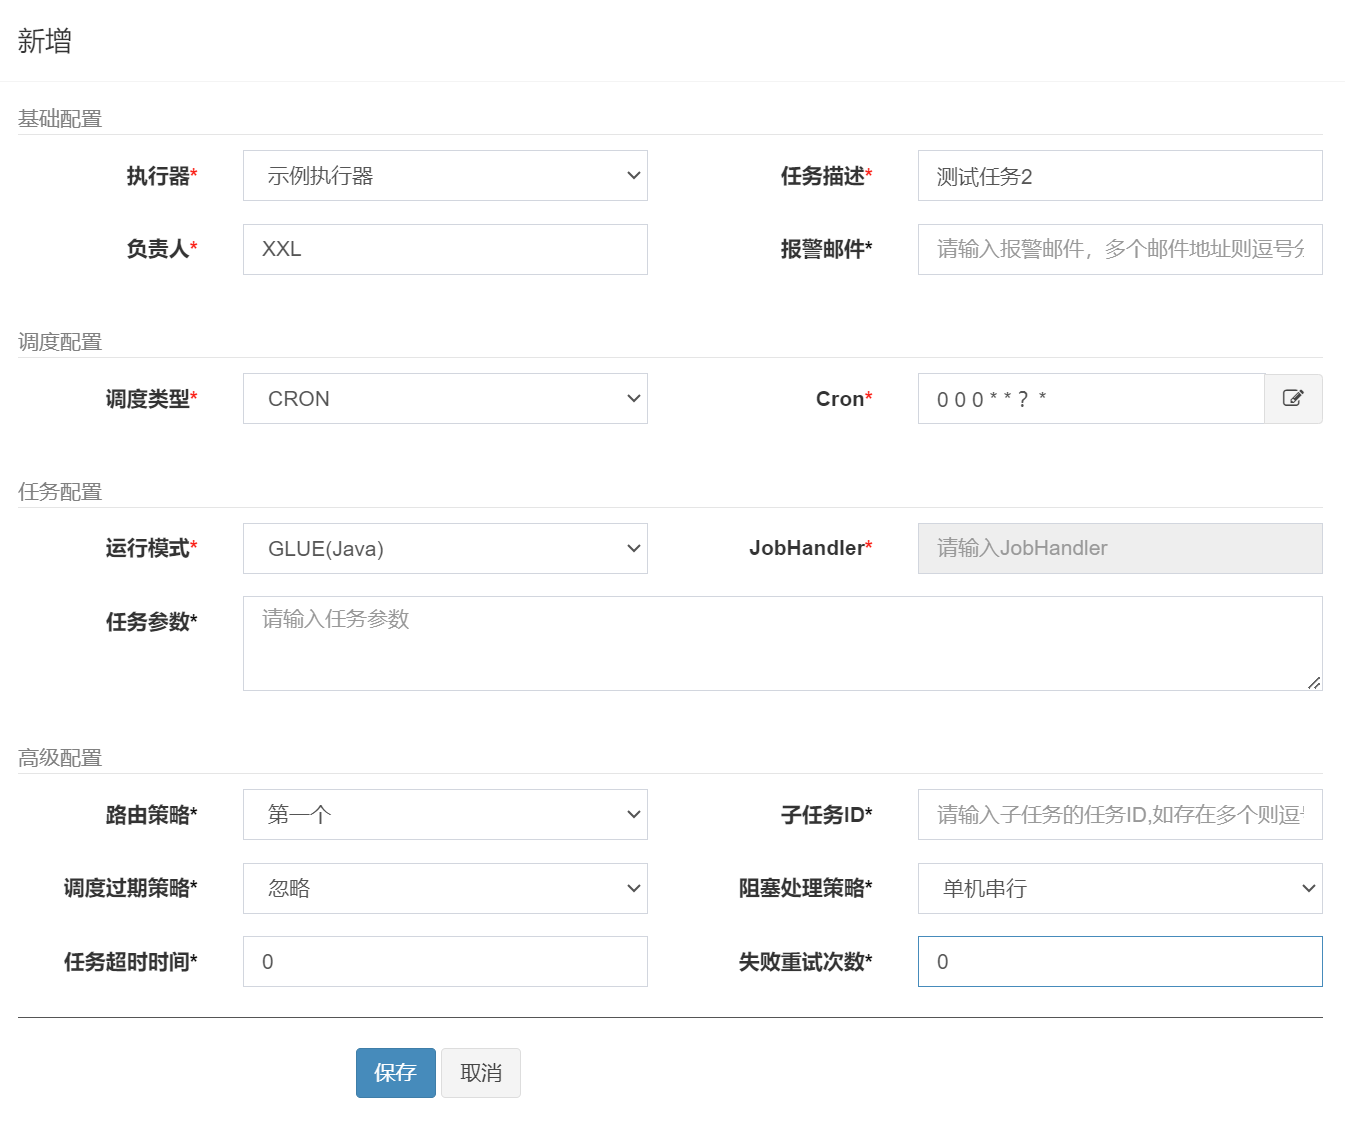 新增
基础配置
执行器* 示例执行器 任务描述* 测试任务2
负责人* XXL 报警邮件* 请输入报警邮件，多个邮件地址则逗号分
调度配置
调度类型* CRON Cron* 0 0 0 * * ? *
任务配置
运行模式* GLUE(Java) JobHandler* 请输入JobHandler
任务参数* 请输入任务参数
高级配置
路由策略* 第一个 子任务ID* 请输入子任务的任务ID,如存在多个则逗号
调度过期策略* 忽略 阻塞处理策略* 单机串行
任务超时时间* 0 失败重试次数* 0
保存 取消